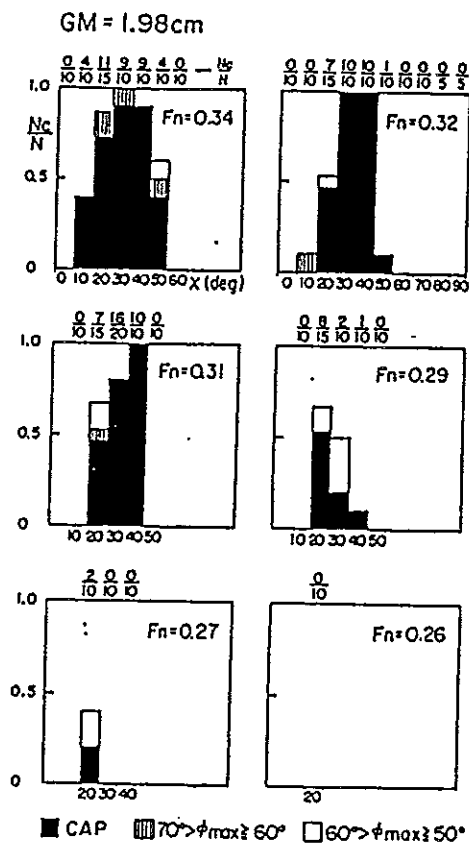 GM = 1.98cm
0/10 4/10 11/15 9/10 9/10 4/10 0/10 — Nc/N
0/10 0/10 7/15 10/10 10/10 1/10 0/10 0/10 0/5 0/5
1.0
Nc/N
0.5
0
Fn=0.34
0 10 20 30 40 50 60 χ (deg)
Fn=0.32
0 10 20 30 40 50 60 70 80 90
0/10 7/15 16/20 10/10 0/10
0/10 8/15 2/10 1/10 0/10
1.0
0.5
0
Fn=0.31
10 20 30 40 50
Fn=0.29
10 20 30 40 50
2/10 0/10 0/10
0/10
1.0
0.5
0
Fn=0.27
20 30 40
Fn=0.26
20
CAP 70°>ϕmax≧60° 60°>ϕmax≧50°